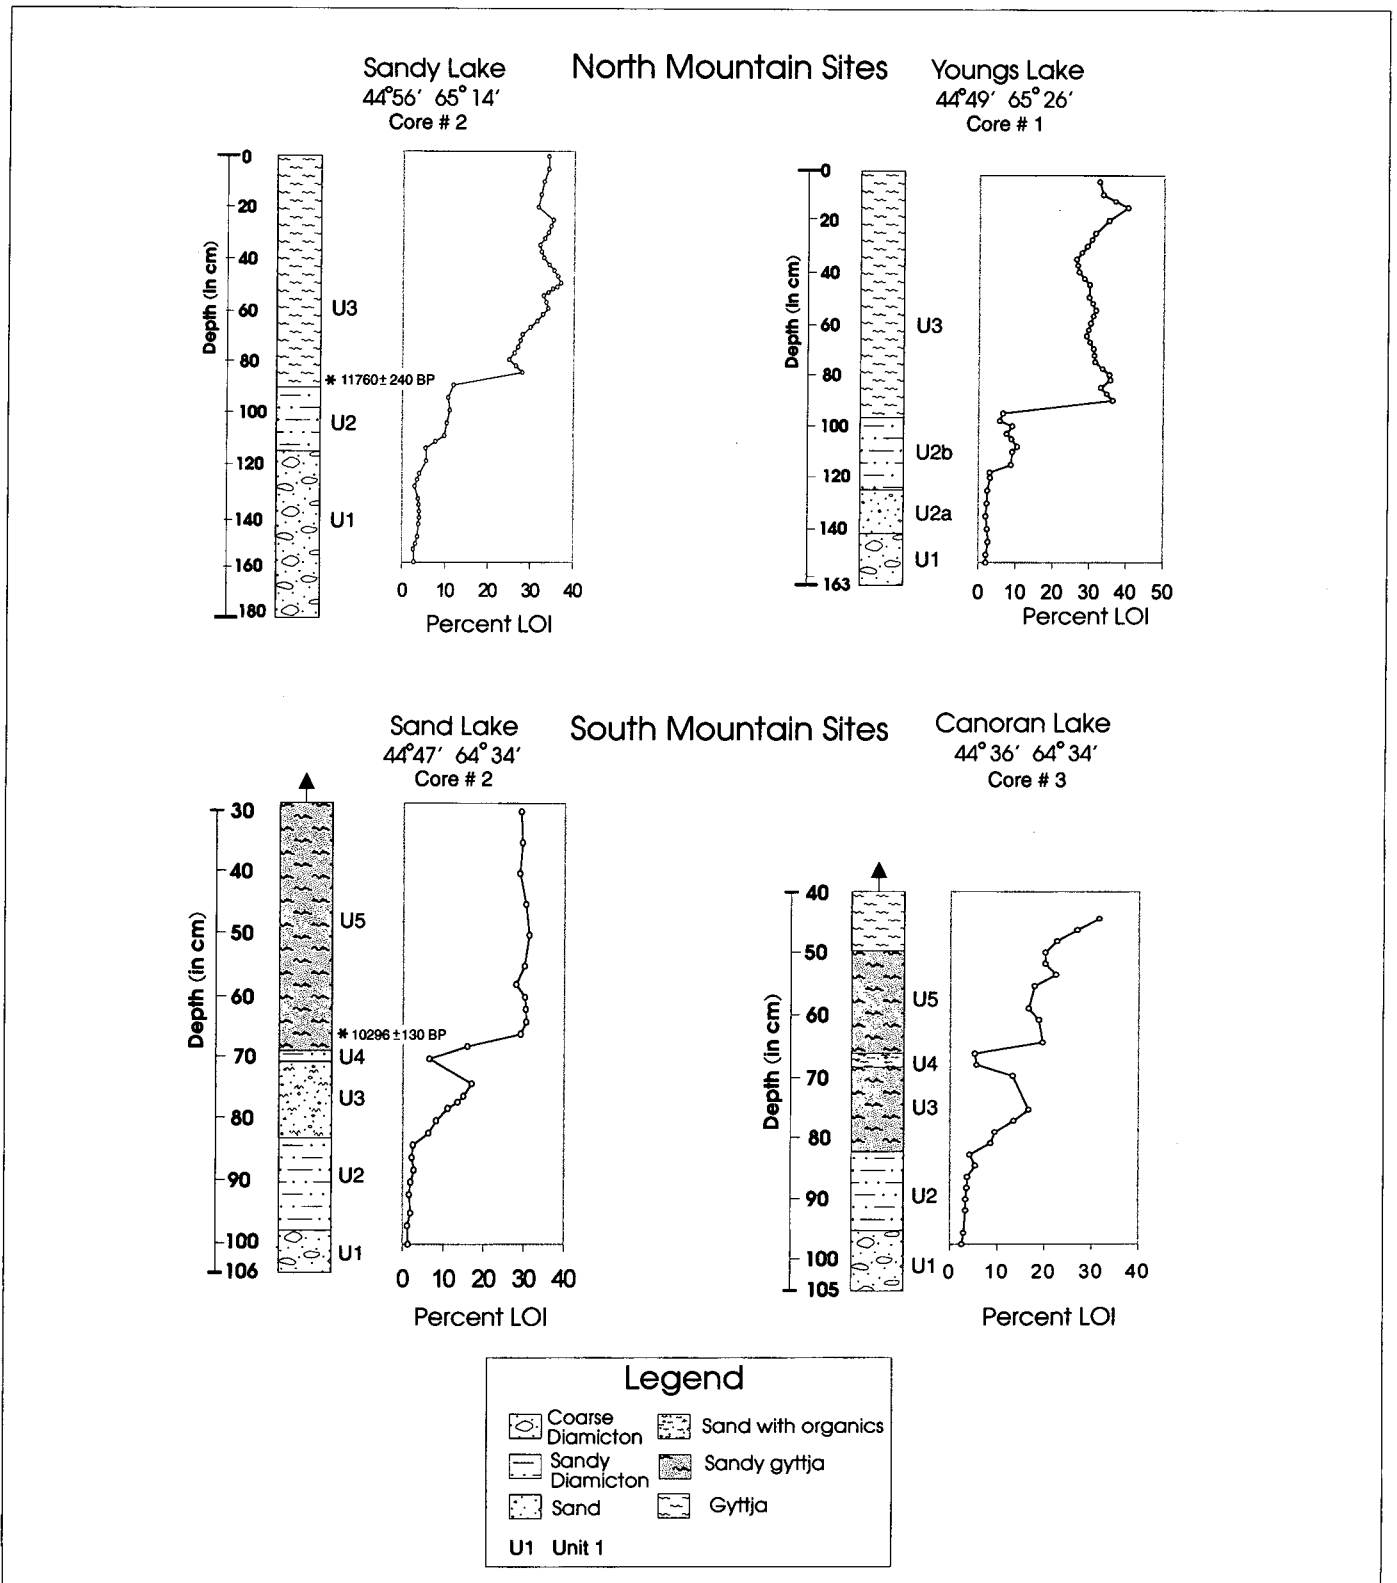 North Mountain Sites
Sandy Lake
44°56′ 65°14′
Core # 2
Depth (in cm)
0
20
40
60
80
100
120
140
160
180
U3
* 11760±240 BP
U2
U1
0 10 20 30 40
Percent LOI
Youngs Lake
44°49′ 65°26′
Core # 1
Depth (in cm)
0
20
40
60
80
100
120
140
163
U3
U2b
U2a
U1
0 10 20 30 40 50
Percent LOI
South Mountain Sites
Sand Lake
44°47′ 64°34′
Core # 2
Depth (in cm)
30
40
50
60
70
80
90
100
106
U5
* 10296±130 BP
U4
U3
U2
U1
0 10 20 30 40
Percent LOI
Canoran Lake
44°36′ 64°34′
Core # 3
Depth (in cm)
40
50
60
70
80
90
100
105
U5
U4
U3
U2
U1
0 10 20 30 40
Percent LOI
Legend
Coarse
Diamicton
Sandy
Diamicton
Sand
Sand with organics
Sandy gyttja
Gyttja
U1 Unit 1